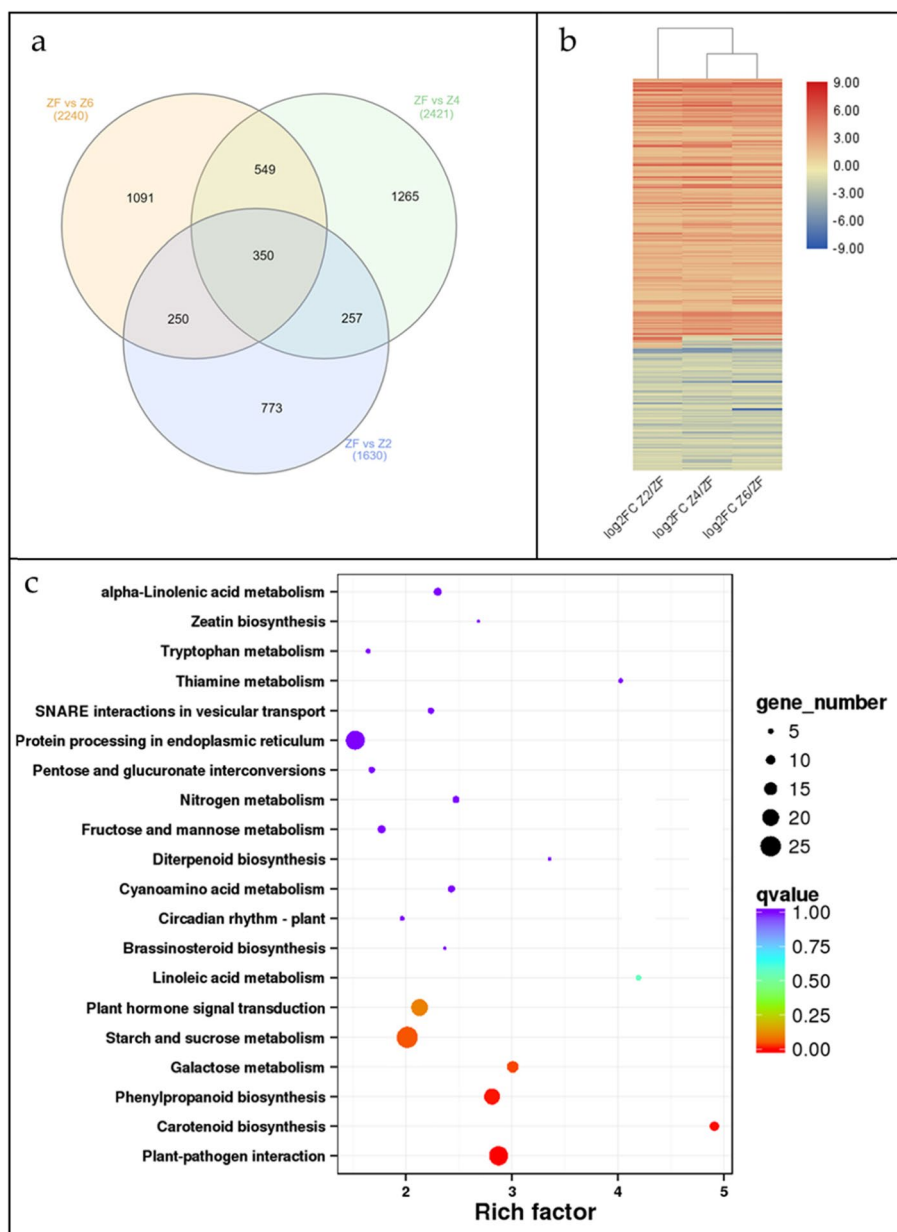 a
ZF vs Z6
(2240)
ZF vs Z4
(2421)
1091
549
1265
350
250
257
773
ZF vs Z2
(1630)
b
9.00
6.00
3.00
0.00
-3.00
-6.00
-9.00
log2FC Z2/ZF
log2FC Z4/ZF
log2FC Z6/ZF
c
alpha-Linolenic acid metabolism
Zeatin biosynthesis
Tryptophan metabolism
Thiamine metabolism
SNARE interactions in vesicular transport
Protein processing in endoplasmic reticulum
Pentose and glucuronate interconversions
Nitrogen metabolism
Fructose and mannose metabolism
Diterpenoid biosynthesis
Cyanoamino acid metabolism
Circadian rhythm - plant
Brassinosteroid biosynthesis
Linoleic acid metabolism
Plant hormone signal transduction
Starch and sucrose metabolism
Galactose metabolism
Phenylpropanoid biosynthesis
Carotenoid biosynthesis
Plant-pathogen interaction
2 3 4 5
Rich factor
gene_number
5
10
15
20
25
qvalue
1.00
0.75
0.50
0.25
0.00